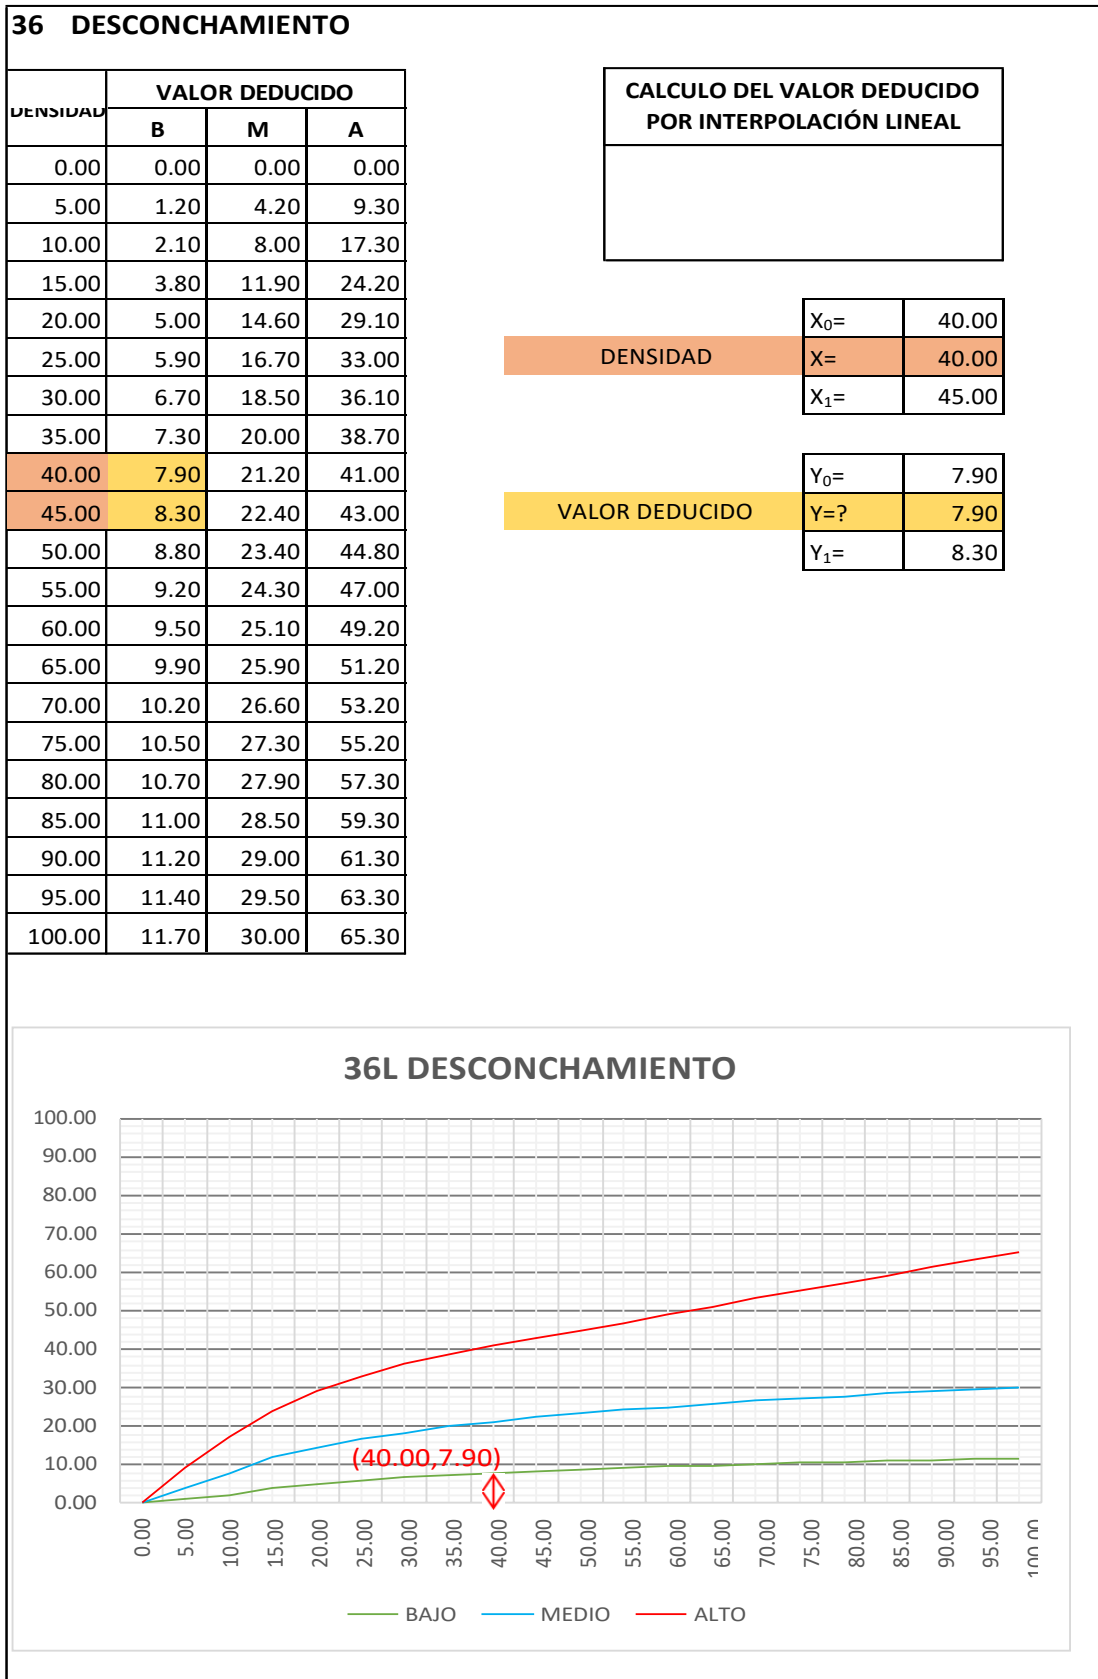 36 DESCONCHAMIENTO
DENSIDAD VALOR DEDUCIDO
B M A
0.00 0.00 0.00 0.00
5.00 1.20 4.20 9.30
10.00 2.10 8.00 17.30
15.00 3.80 11.90 24.20
20.00 5.00 14.60 29.10
25.00 5.90 16.70 33.00
30.00 6.70 18.50 36.10
35.00 7.30 20.00 38.70
40.00 7.90 21.20 41.00
45.00 8.30 22.40 43.00
50.00 8.80 23.40 44.80
55.00 9.20 24.30 47.00
60.00 9.50 25.10 49.20
65.00 9.90 25.90 51.20
70.00 10.20 26.60 53.20
75.00 10.50 27.30 55.20
80.00 10.70 27.90 57.30
85.00 11.00 28.50 59.30
90.00 11.20 29.00 61.30
95.00 11.40 29.50 63.30
100.00 11.70 30.00 65.30
CALCULO DEL VALOR DEDUCIDO
POR INTERPOLACIÓN LINEAL
X₀= 40.00
DENSIDAD X= 40.00
X₁= 45.00
Y₀= 7.90
VALOR DEDUCIDO Y=? 7.90
Y₁= 8.30
36L DESCONCHAMIENTO
100.00
90.00
80.00
70.00
60.00
50.00
40.00
30.00
20.00
10.00
0.00
(40.00,7.90)
0.00 5.00 10.00 15.00 20.00 25.00 30.00 35.00 40.00 45.00 50.00 55.00 60.00 65.00 70.00 75.00 80.00 85.00 90.00 95.00 100.00
BAJO MEDIO ALTO